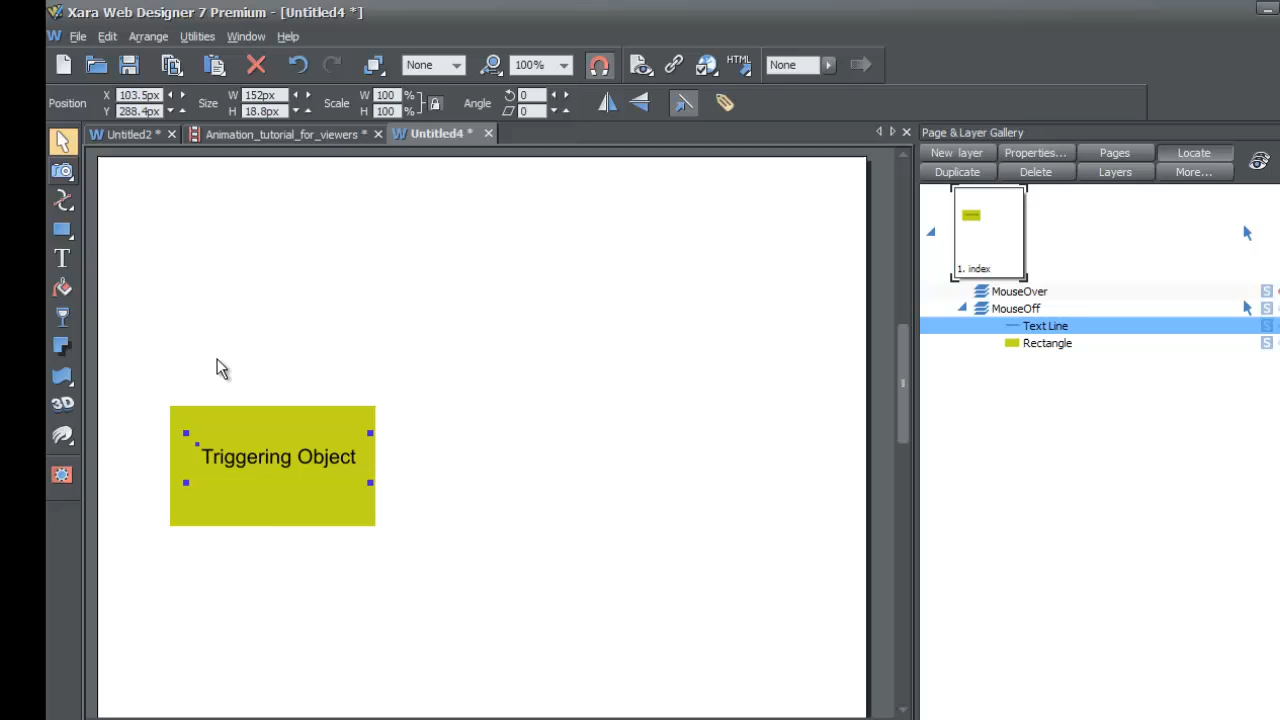 Xara Web Designer 7 Premium - [Untitled4 *]
File Edit Arrange Utilities Window Help
None 100% HTML None
Position X 103.5px Size W 152px Scale W 100 % Angle 0
Y 288.4px H 18.8px H 100 % 0
Untitled2 * Animation_tutorial_for_viewers * Untitled4 *
Page & Layer Gallery
New layer Properties... Pages Locate
Duplicate Delete Layers More...
1. index
MouseOver S
MouseOff S
Text Line S
Rectangle S
T
3D
Triggering Object